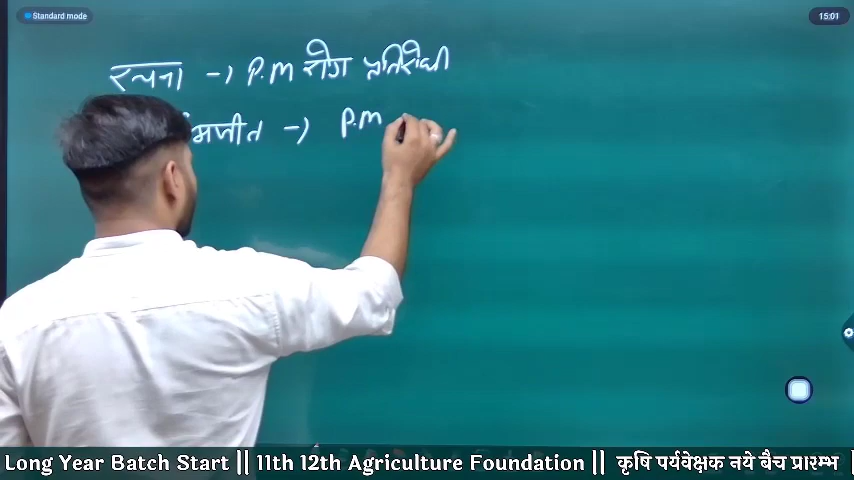 Standard mode
15:01
रचना → P.M रोग प्रतिरोधी
→ P.M
Long Year Batch Start || 11th 12th Agriculture Foundation || कृषि पर्यवेक्षक नये बैच प्रारम्भ